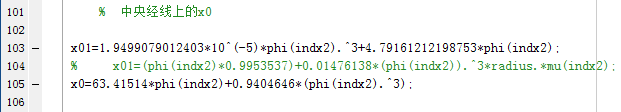 101 % 中央经线上的x0
102
103 — x01=1.9499079012403*10^(-5)*phi(indx2).^3+4.79161212198753*phi(indx2);
104 % x01=(phi(indx2)*0.9953537)+0.01476138*(phi(indx2)).^3*radius.*mu(indx2);
105 — x0=63.41514*phi(indx2)+0.9404646*(phi(indx2).^3);
106